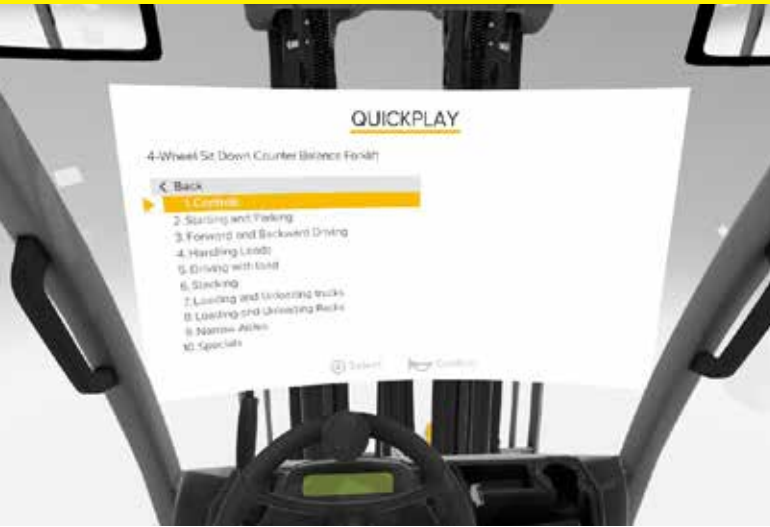 QUICKPLAY
4-Wheel Sit Down Counter Balance Forklift
< Back
1. Controls
2. Starting and Parking
3. Forward and Backward Driving
4. Handling Loads
5. Driving with load
6. Stacking
7. Loading and Unloading trucks
8. Loading and Unloading Racks
9. Narrow Aisles
10. Specials
Select
Confirm